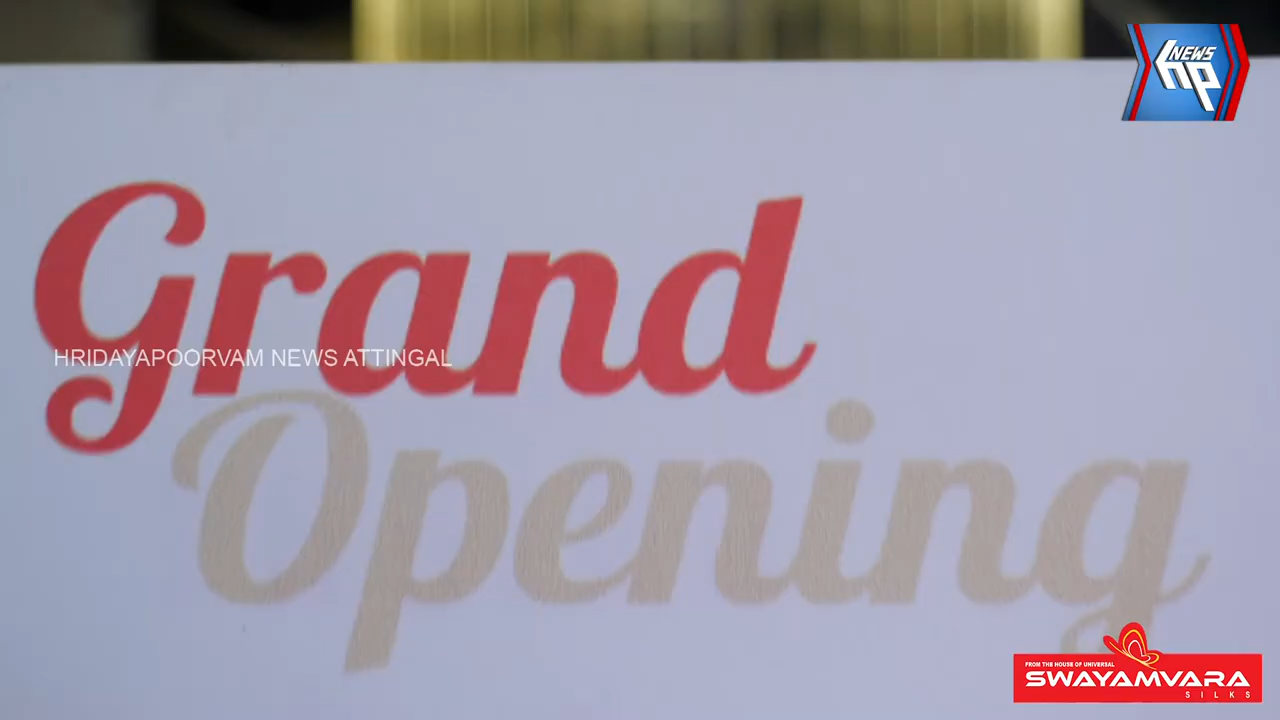 NEWS
hp
Grand
HRIDAYAPOORVAM NEWS ATTINGAL
Opening
FROM THE HOUSE OF UNIVERSAL
SWAYAMVARA
SILKS